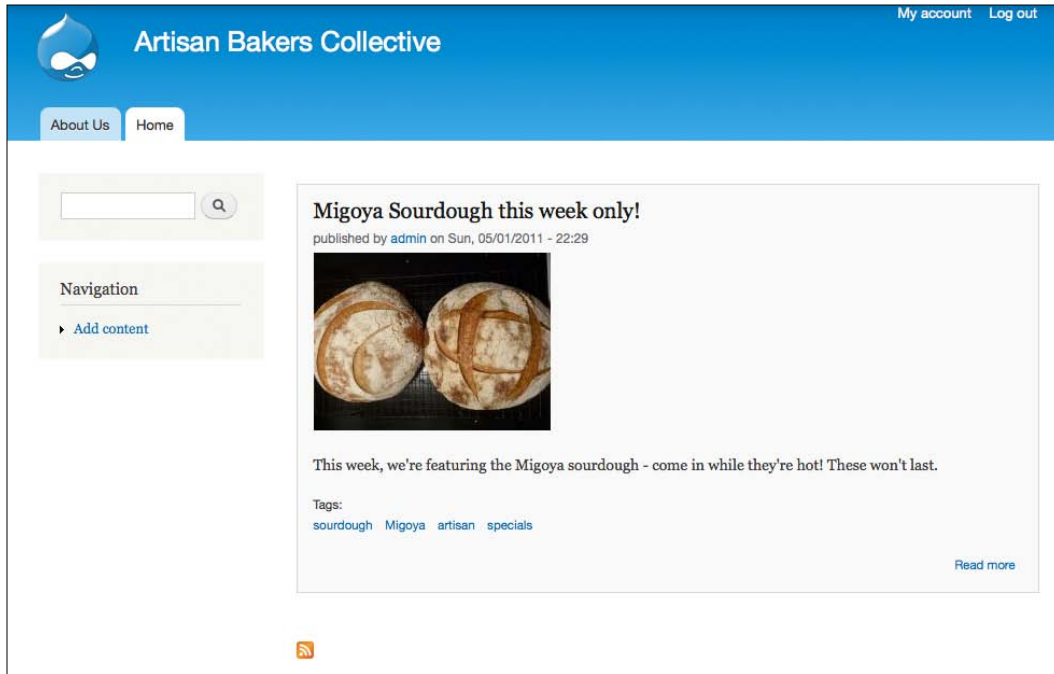 My account Log out
Artisan Bakers Collective
About Us Home
Navigation
Add content
Migoya Sourdough this week only!
published by admin on Sun, 05/01/2011 - 22:29
This week, we're featuring the Migoya sourdough - come in while they're hot! These won't last.
Tags:
sourdough Migoya artisan specials
Read more